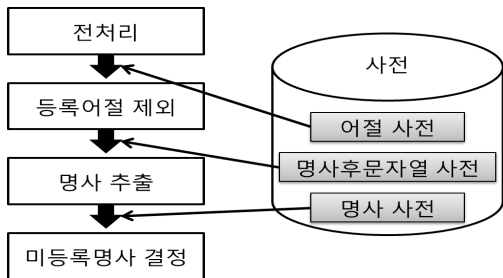 전처리
등록어절 제외
명사 추출
미등록명사 결정
사전
어절 사전
명사후문자열 사전
명사 사전